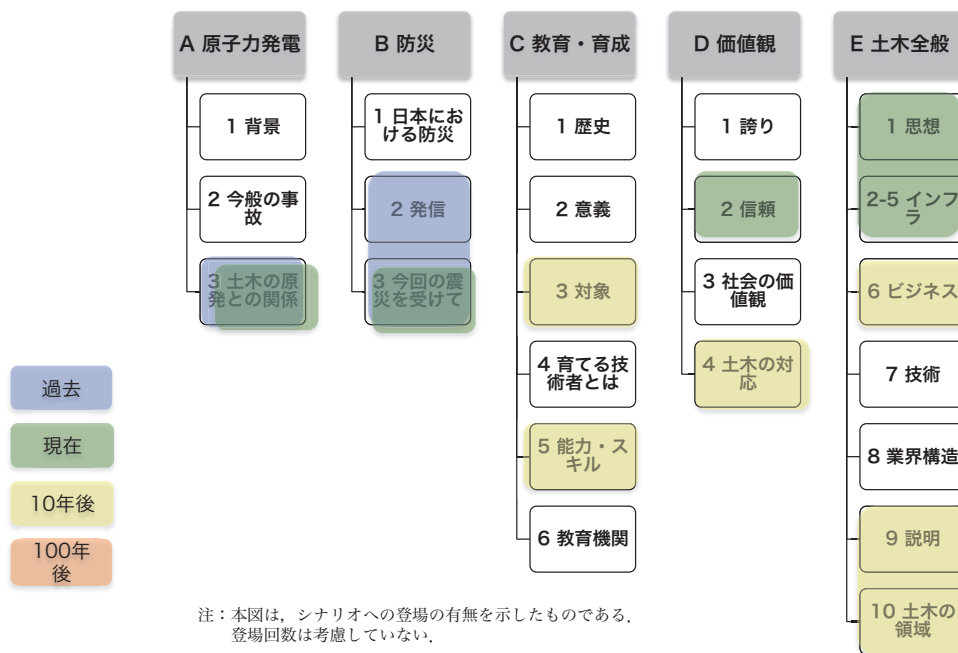 A 原子力発電
1 背景
2 今般の事
故
3 土木の原
発との関係
B 防災
1 日本にお
ける防災
2 発信
3 今回の震
災を受けて
C 教育・育成
1 歴史
2 意義
3 対象
4 育てる技
術者とは
5 能力・ス
キル
6 教育機関
D 価値観
1 誇り
2 信頼
3 社会の価
値観
4 土木の対
応
E 土木全般
1 思想
2-5 インフ
ラ
6 ビジネス
7 技術
8 業界構造
9 説明
10 土木の
領域
過去
現在
10年後
100年
後
注：本図は，シナリオへの登場の有無を示したものである．
登場回数は考慮していない．